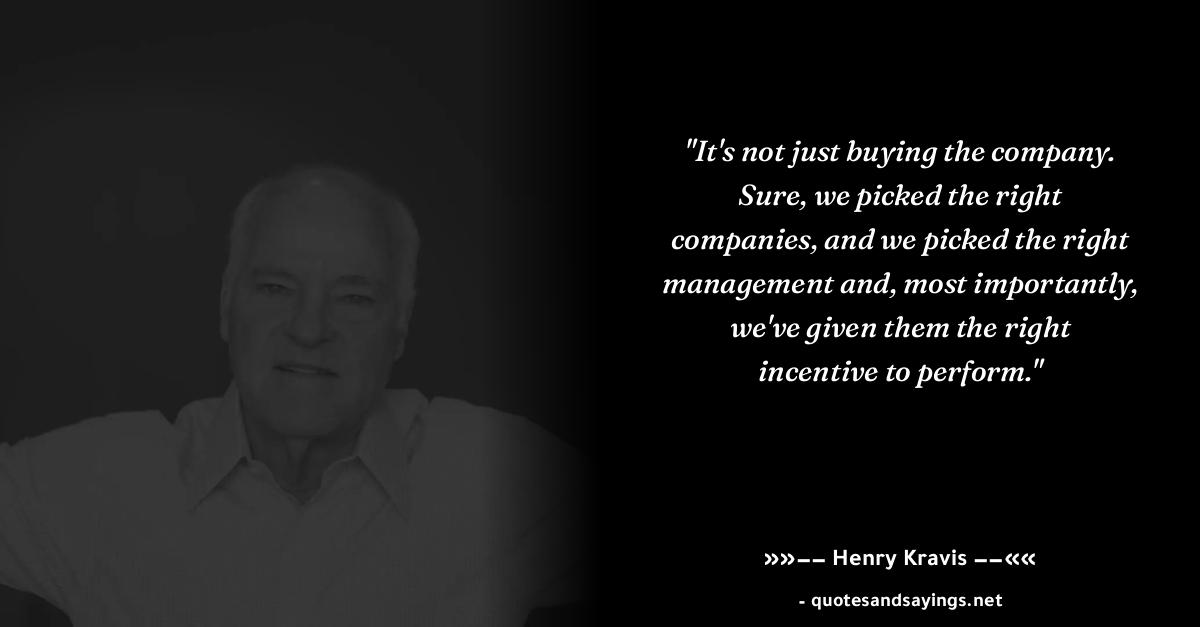 "It's not just buying the company.
Sure, we picked the right
companies, and we picked the right
management and, most importantly,
we've given them the right
incentive to perform."
»»–– Henry Kravis ––««
- quotesandsayings.net